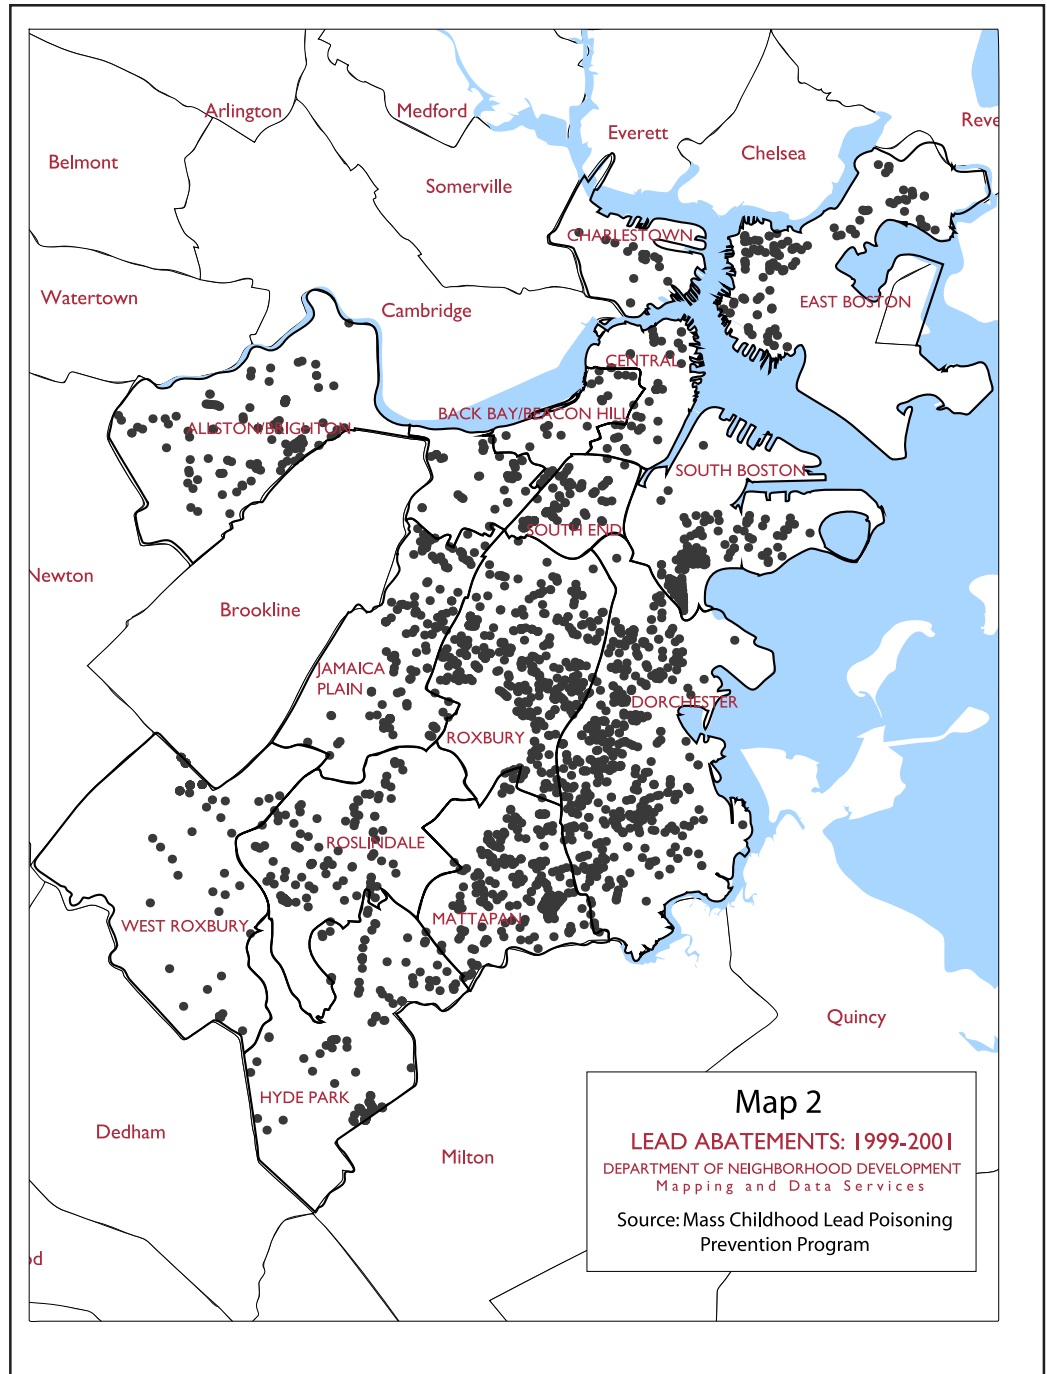 Arlington
Medford
Reve
Everett
Belmont
Chelsea
Somerville
CHARLESTOWN
Watertown
Cambridge
EAST BOSTON
CENTRAL
BACK BAY/BEACON HILL
ALLSTON/BRIGHTON
SOUTH BOSTON
SOUTH END
Newton
Brookline
JAMAICA
PLAIN
DORCHESTER
ROXBURY
ROSLINDALE
MATTAPAN
WEST ROXBURY
Quincy
HYDE PARK
Dedham
Milton
od
Map 2
LEAD ABATEMENTS: 1999-2001
DEPARTMENT OF NEIGHBORHOOD DEVELOPMENT
Mapping and Data Services
Source: Mass Childhood Lead Poisoning
Prevention Program